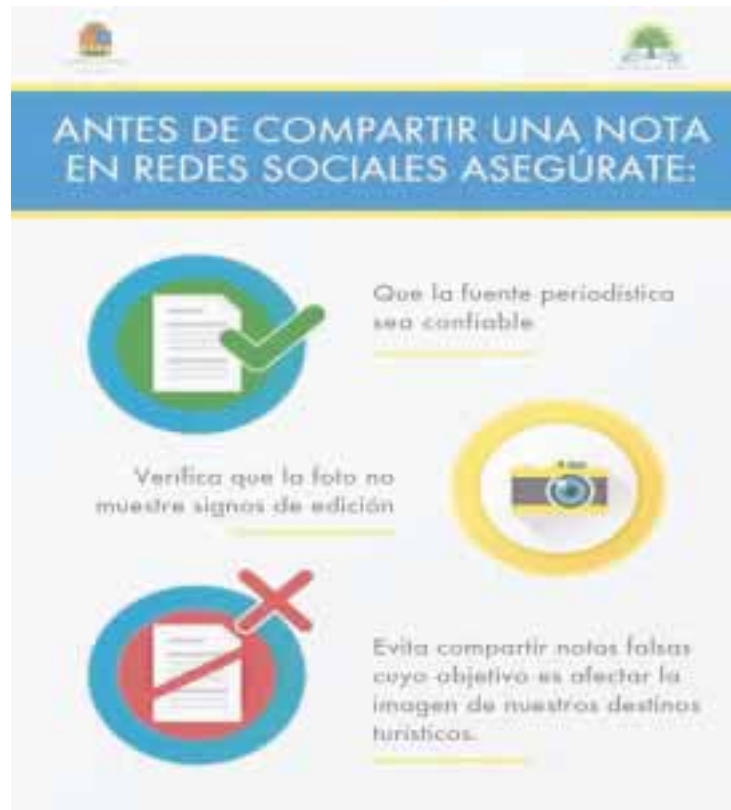 ANTES DE COMPARTIR UNA NOTA
EN REDES SOCIALES ASEGÚRATE:
Que la fuente periodística
sea confiable
Verifica que la foto no
muestre signos de edición
Evita compartir notas falsas
cuyo objetivo es afectar la
imagen de nuestros destinos
turísticos.